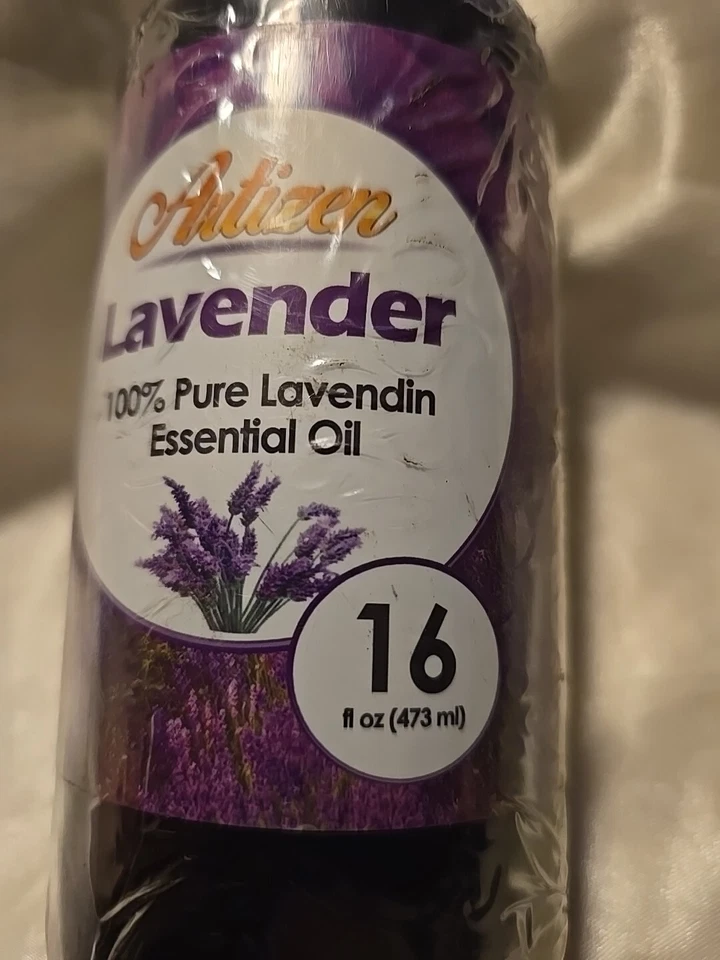 Artizen
Lavender
100% Pure Lavendin
Essential Oil
16
fl oz (473 ml)